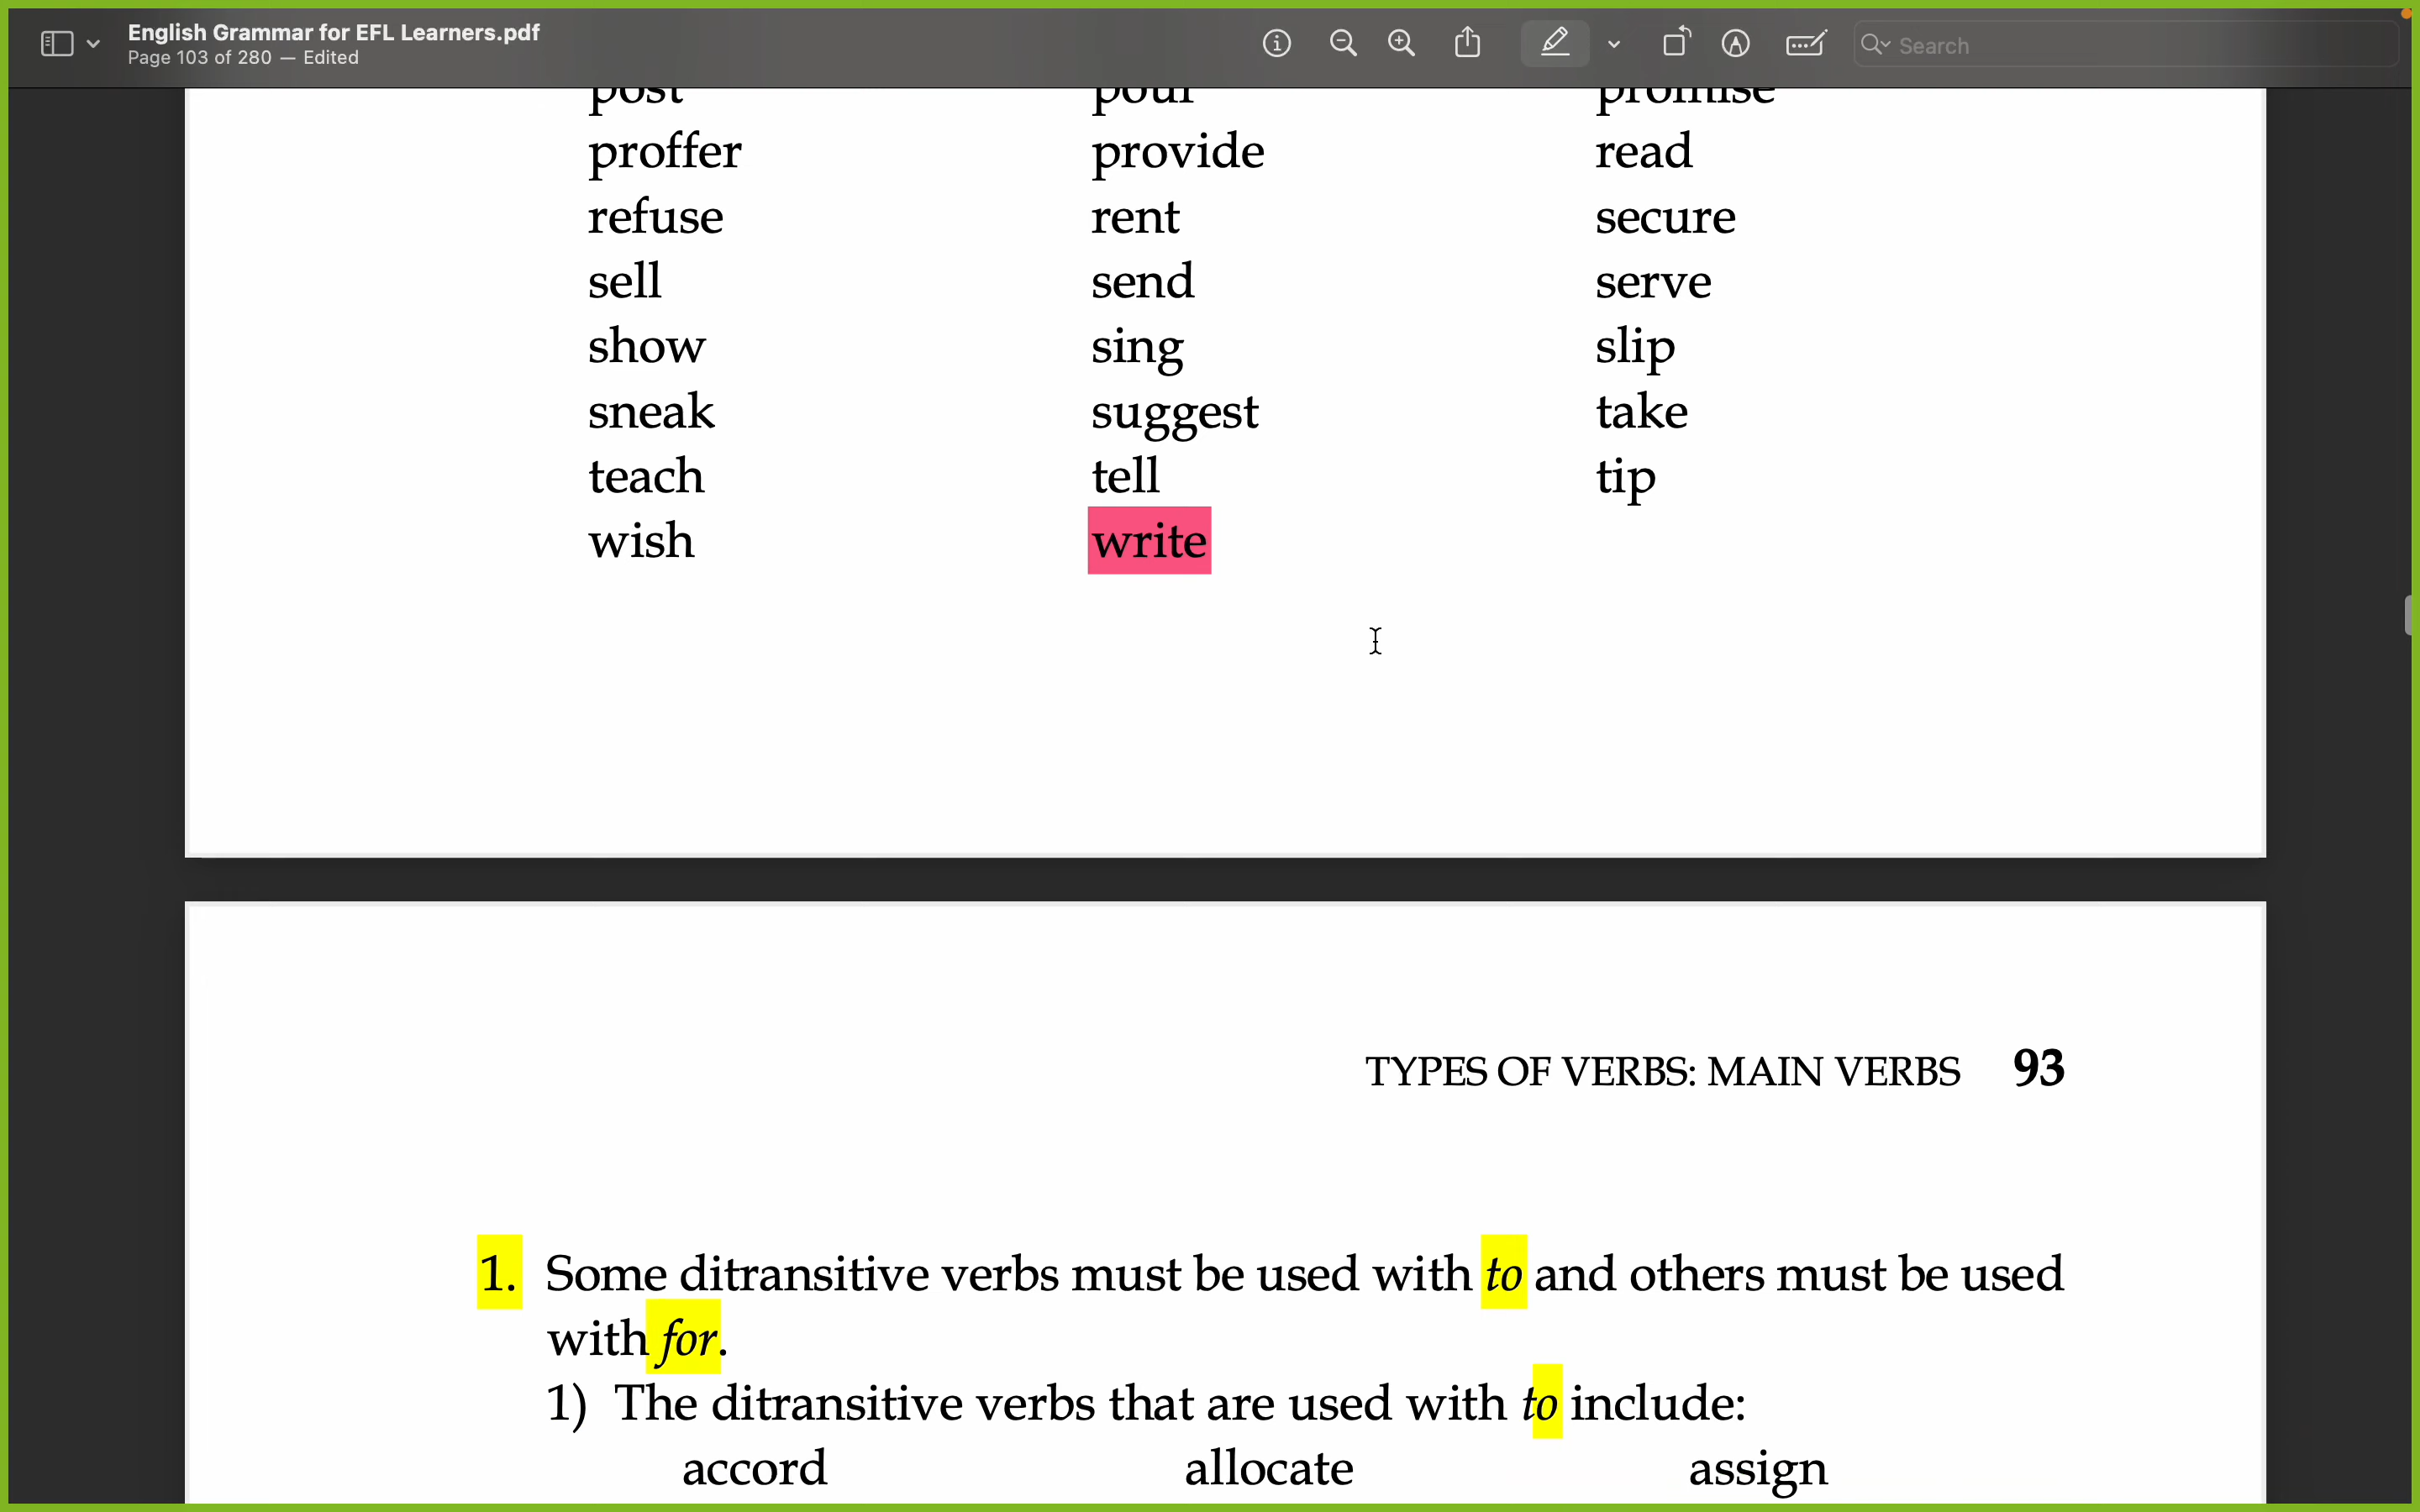 English Grammar for EFL Learners.pdf
Page 103 of 280 — Edited
Search
post pour promise
proffer provide read
refuse rent secure
sell send serve
show sing slip
sneak suggest take
teach tell tip
wish write
TYPES OF VERBS: MAIN VERBS 93
1. Some ditransitive verbs must be used with to and others must be used
with for.
1) The ditransitive verbs that are used with to include:
accord allocate assign